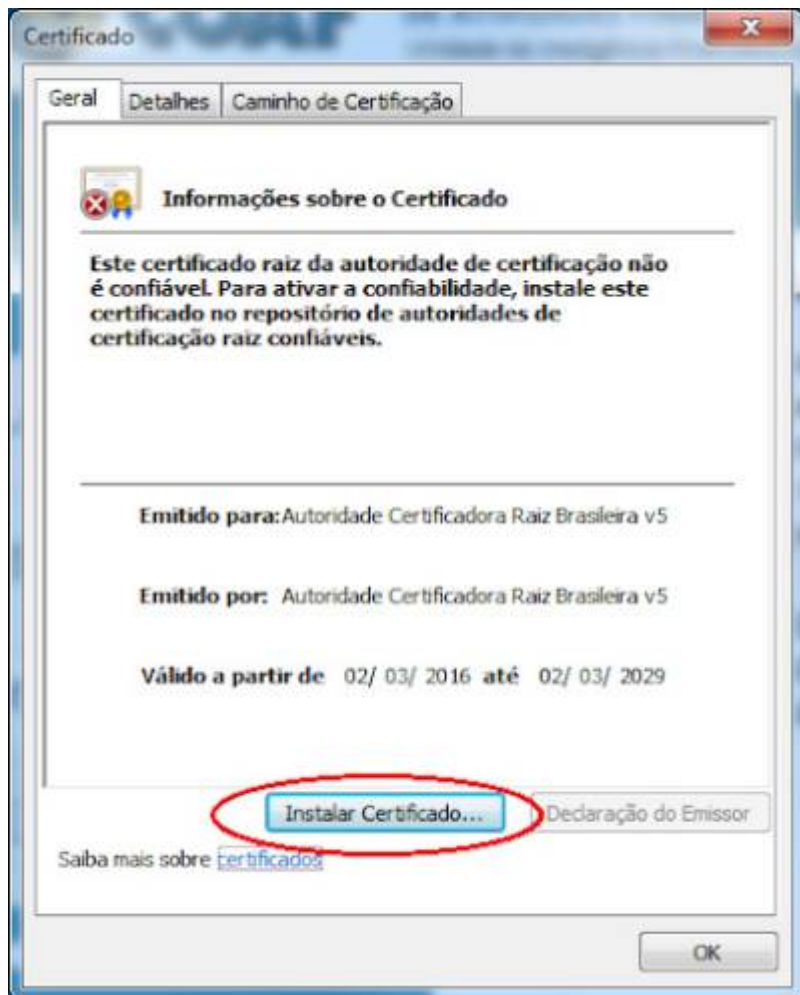 Certificado
Geral
Detalhes
Caminho de Certificação
Informações sobre o Certificado
Este certificado raiz da autoridade de certificação não
é confiável. Para ativar a confiabilidade, instale este
certificado no repositório de autoridades de
certificação raiz confiáveis.
Emitido para: Autoridade Certificadora Raiz Brasileira v5
Emitido por: Autoridade Certificadora Raiz Brasileira v5
Válido a partir de 02/ 03/ 2016 até 02/ 03/ 2029
Instalar Certificado...
Declaração do Emissor
Saiba mais sobre certificados
OK